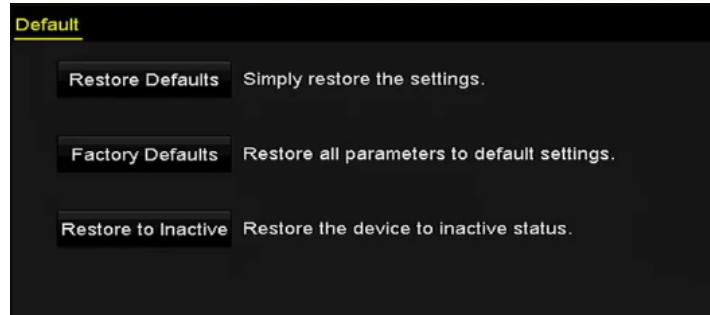 Default
Restore Defaults Simply restore the settings.
Factory Defaults Restore all parameters to default settings.
Restore to Inactive Restore the device to inactive status.